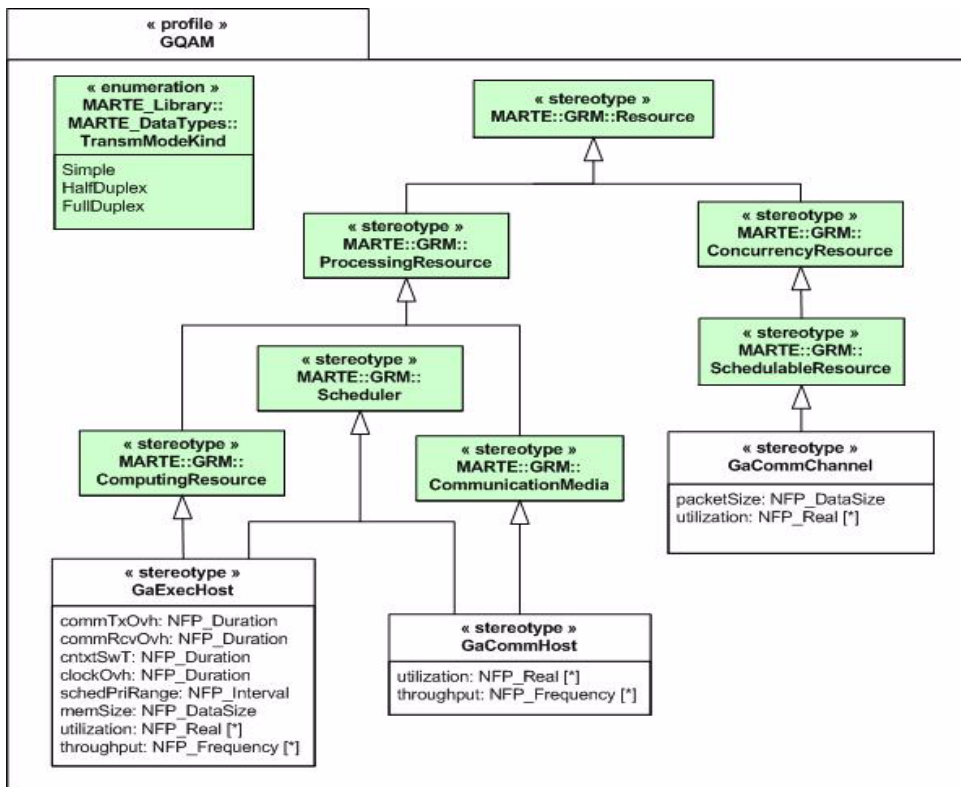 « profile »
GQAM
« enumeration »
MARTE_Library::
MARTE_DataTypes::
TransmModeKind
Simple
HalfDuplex
FullDuplex
« stereotype »
MARTE::GRM::Resource
« stereotype »
MARTE::GRM::
ProcessingResource
« stereotype »
MARTE::GRM::
ConcurrencyResource
« stereotype »
MARTE::GRM::
Scheduler
« stereotype »
MARTE::GRM::
SchedulableResource
« stereotype »
MARTE::GRM::
ComputingResource
« stereotype »
MARTE::GRM::
CommunicationMedia
« stereotype »
GaCommChannel
packetSize: NFP_DataSize
utilization: NFP_Real [*]
« stereotype »
GaExecHost
commTxOvh: NFP_Duration
commRcvOvh: NFP_Duration
cntxtSwT: NFP_Duration
clockOvh: NFP_Duration
schedPriRange: NFP_Interval
memSize: NFP_DataSize
utilization: NFP_Real [*]
throughput: NFP_Frequency [*]
« stereotype »
GaCommHost
utilization: NFP_Real [*]
throughput: NFP_Frequency [*]